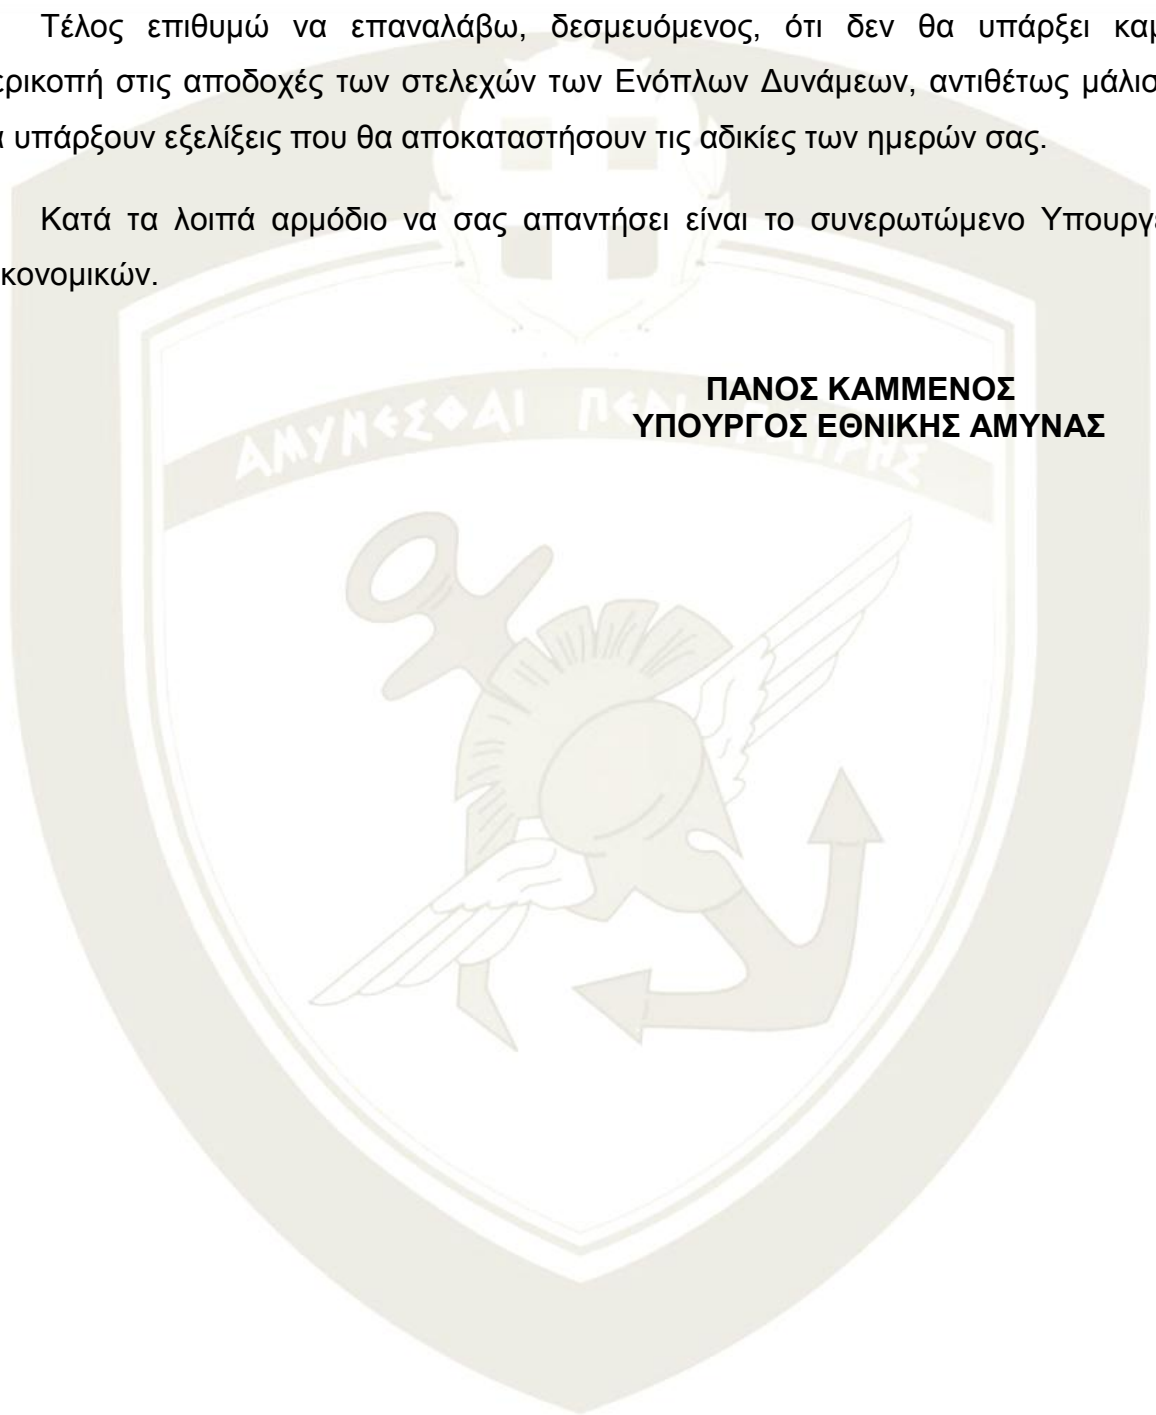 Τέλος επιθυμώ να επαναλάβω, δεσμευόμενος, ότι δεν θα υπάρξει καμ
ερικοπή στις αποδοχές των στελεχών των Ενόπλων Δυνάμεων, αντιθέτως μάλισ
α υπάρξουν εξελίξεις που θα αποκαταστήσουν τις αδικίες των ημερών σας.
Κατά τα λοιπά αρμόδιο να σας απαντήσει είναι το συνερωτώμενο Υπουργε
κονομικών.
ΠΑΝΟΣ ΚΑΜΜΕΝΟΣ
ΥΠΟΥΡΓΟΣ ΕΘΝΙΚΗΣ ΑΜΥΝΑΣ
ΑΜΥΝΕΣΘΑΙ